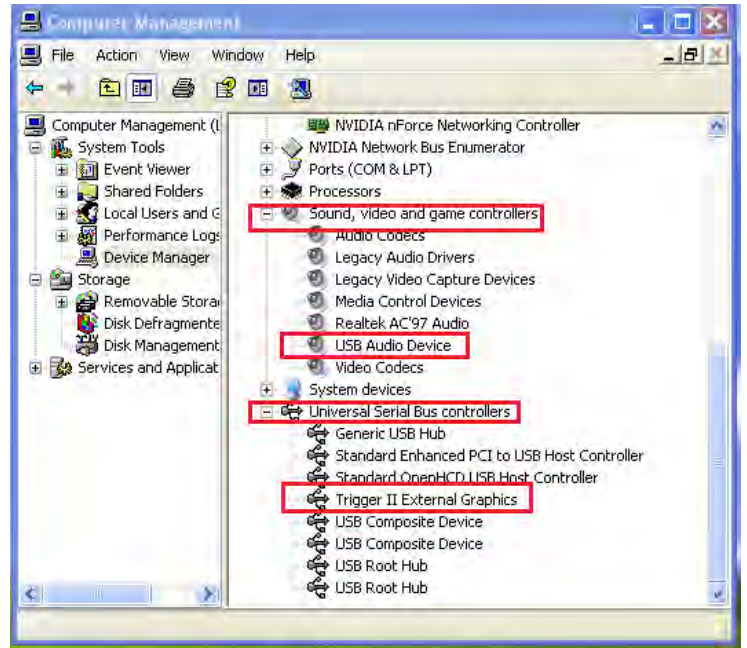 Computer Management
File Action View Window Help
Computer Management (L
System Tools
Event Viewer
Shared Folders
Local Users and G
Performance Logs
Device Manager
Storage
Removable Storag
Disk Defragmente
Disk Management
Services and Applicat
NVIDIA nForce Networking Controller
NVIDIA Network Bus Enumerator
Ports (COM & LPT)
Processors
Sound, video and game controllers
Audio Codecs
Legacy Audio Drivers
Legacy Video Capture Devices
Media Control Devices
Realtek AC'97 Audio
USB Audio Device
Video Codecs
System devices
Universal Serial Bus controllers
Generic USB Hub
Standard Enhanced PCI to USB Host Controller
Standard OpenHCD USB Host Controller
Trigger II External Graphics
USB Composite Device
USB Composite Device
USB Root Hub
USB Root Hub